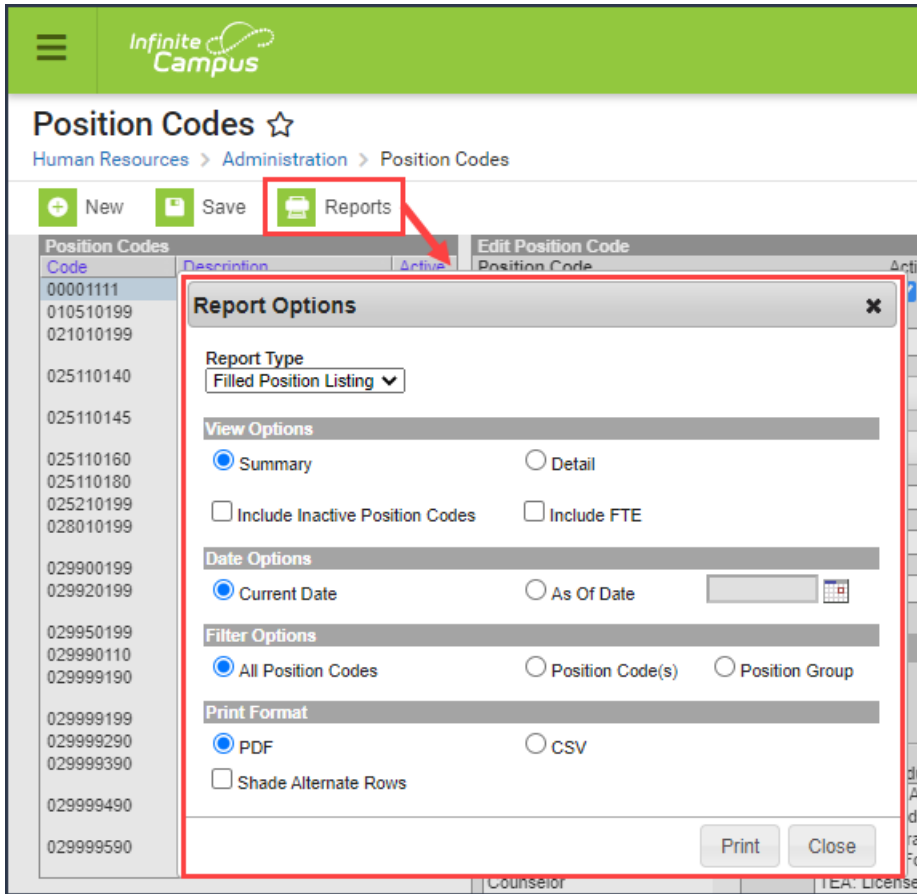 Infinite
Campus
Position Codes
Human Resources > Administration > Position Codes
New Save Reports
Position Codes Edit Position Code
Code Description Active Position Code
00001111
010510199
021010199
025110140
025110145
025110160
025110180
025210199
028010199
029900199
029920199
029950199
029990110
029999190
029999199
029999290
029999390
029999490
029999590
Report Options
Report Type
Filled Position Listing
View Options
Summary Detail
Include Inactive Position Codes Include FTE
Date Options
Current Date As Of Date
Filter Options
All Position Codes Position Code(s) Position Group
Print Format
PDF CSV
Shade Alternate Rows
Print Close
Counselor TEA: License